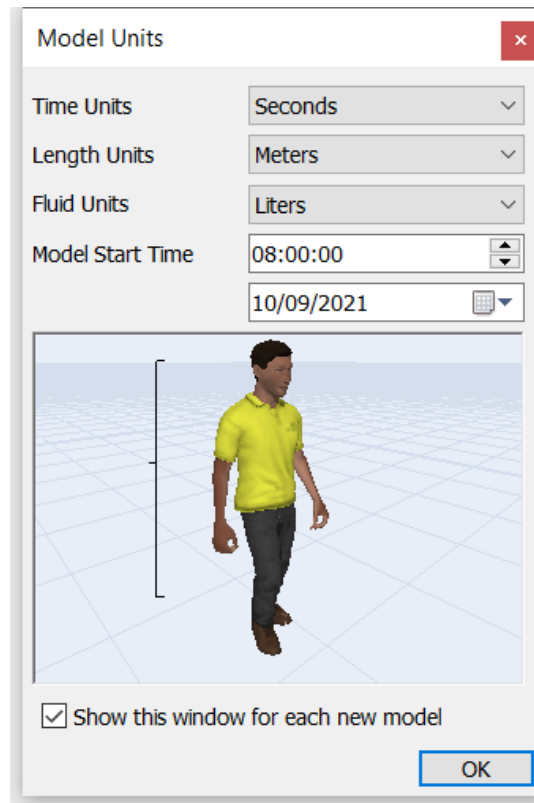 Model Units
Time Units Seconds
Length Units Meters
Fluid Units Liters
Model Start Time 08:00:00
10/09/2021
Show this window for each new model
OK